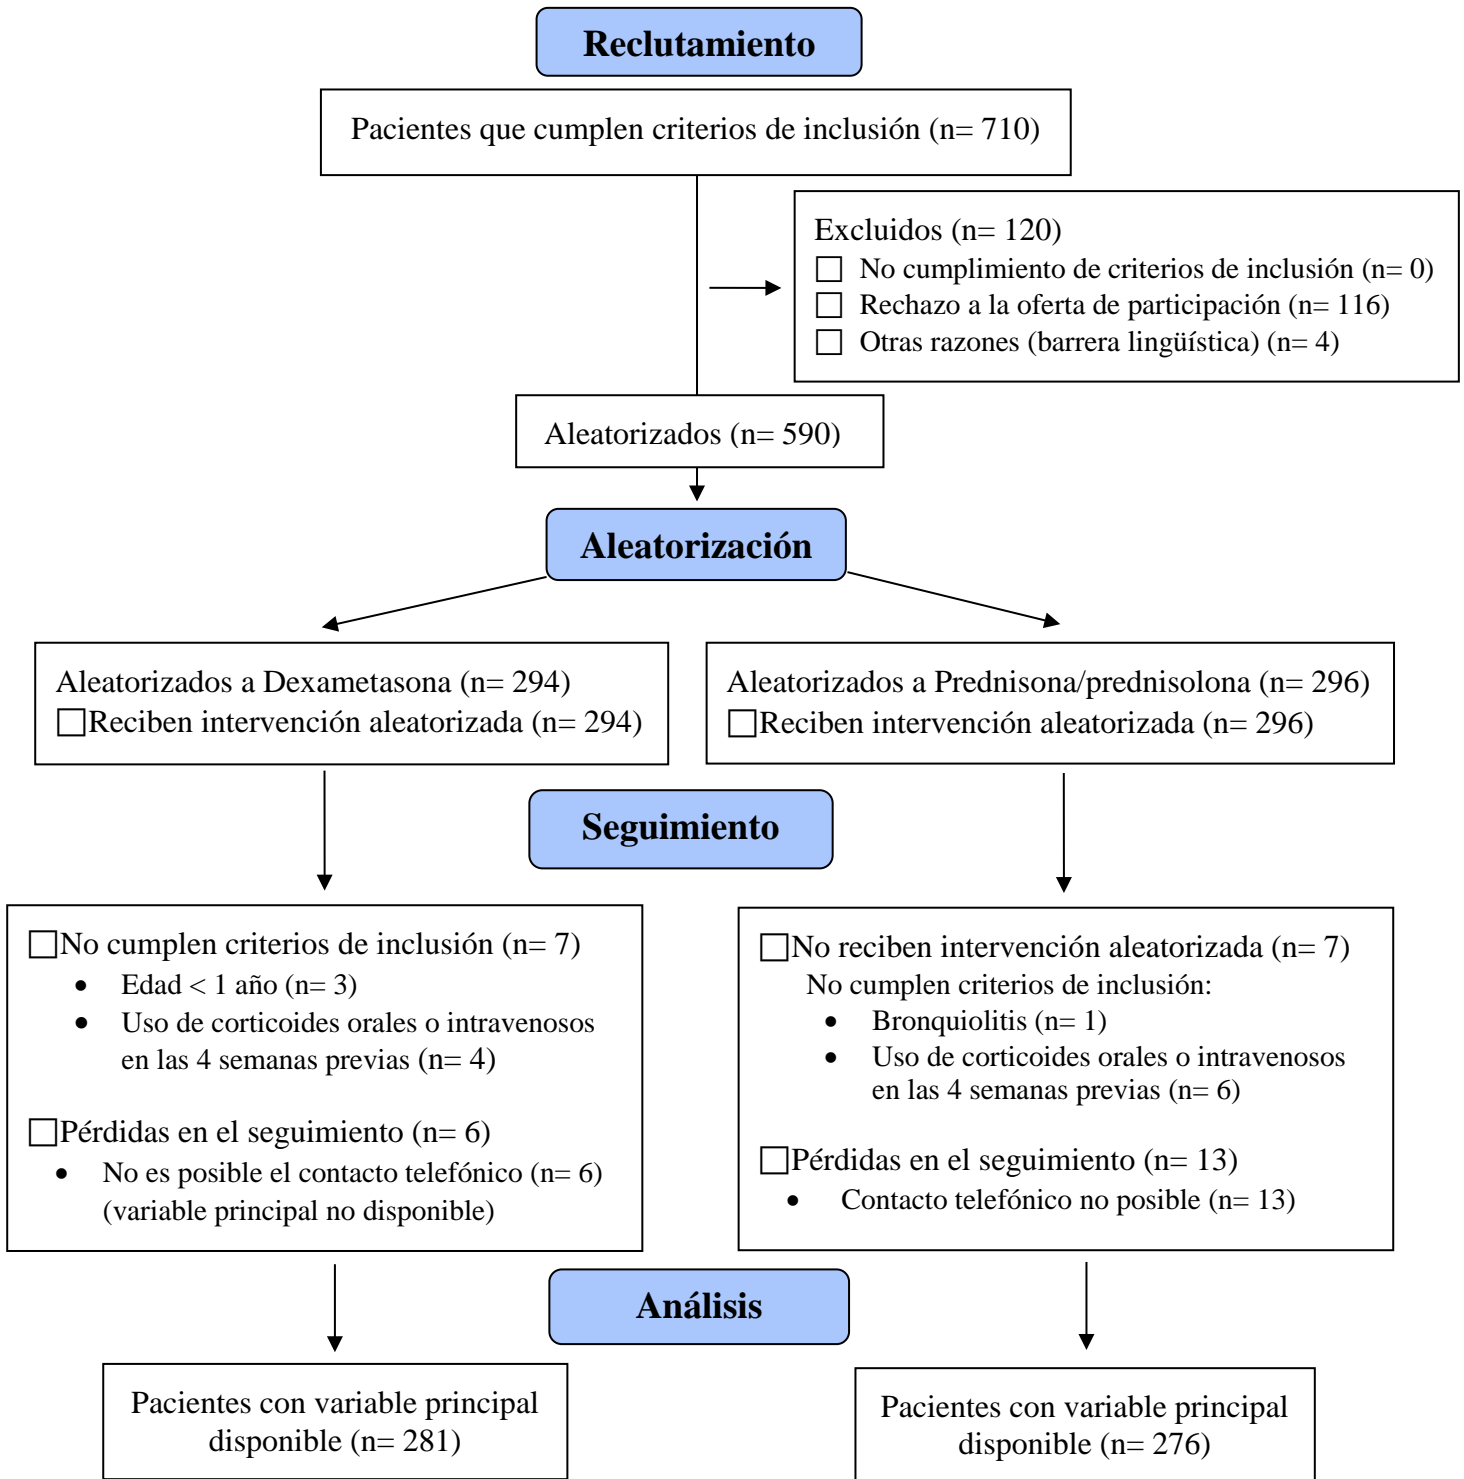 Reclutamiento
Pacientes que cumplen criterios de inclusión (n= 710)
Excluidos (n= 120)
☐ No cumplimiento de criterios de inclusión (n= 0)
☐ Rechazo a la oferta de participación (n= 116)
☐ Otras razones (barrera lingüística) (n= 4)
Aleatorizados (n= 590)
Aleatorización
Aleatorizados a Dexametasona (n= 294)
☐Reciben intervención aleatorizada (n= 294)
Aleatorizados a Prednisona/prednisolona (n= 296)
☐Reciben intervención aleatorizada (n= 296)
Seguimiento
☐No cumplen criterios de inclusión (n= 7)
• Edad < 1 año (n= 3)
• Uso de corticoides orales o intravenosos
en las 4 semanas previas (n= 4)
☐Pérdidas en el seguimiento (n= 6)
• No es posible el contacto telefónico (n= 6)
(variable principal no disponible)
☐No reciben intervención aleatorizada (n= 7)
No cumplen criterios de inclusión:
• Bronquiolitis (n= 1)
• Uso de corticoides orales o intravenosos
en las 4 semanas previas (n= 6)
☐Pérdidas en el seguimiento (n= 13)
• Contacto telefónico no posible (n= 13)
Análisis
Pacientes con variable principal
disponible (n= 281)
Pacientes con variable principal
disponible (n= 276)